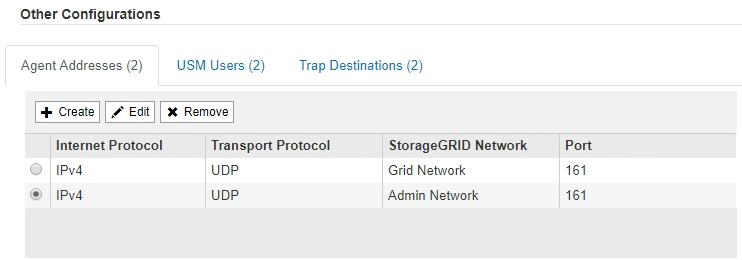 Other Configurations
Agent Addresses (2) USM Users (2) Trap Destinations (2)
Create Edit Remove
Internet Protocol Transport Protocol StorageGRID Network Port
IPv4 UDP Grid Network 161
IPv4 UDP Admin Network 161